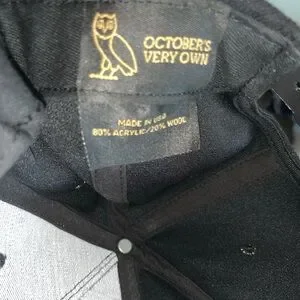 OCTOBER'S
VERY OWN
MADE IN USA
80% ACRYLIC/20% WOOL